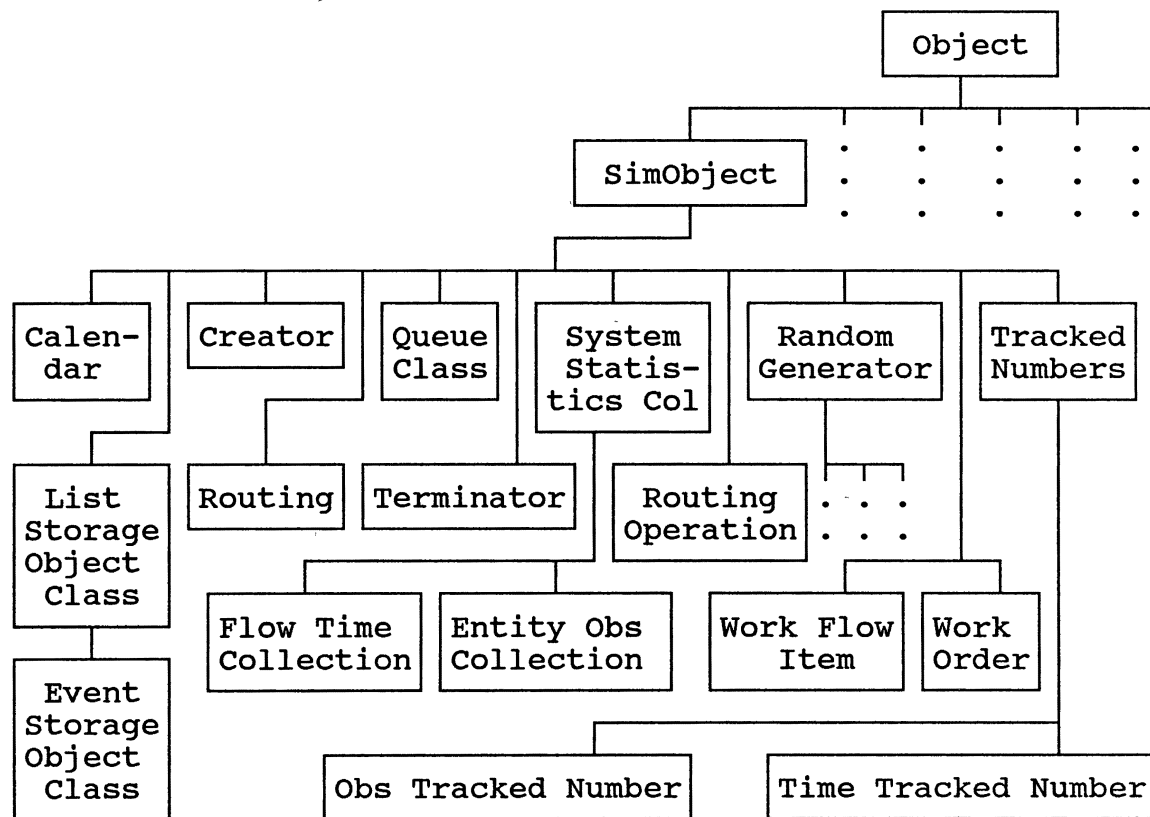 Object
SimObject
Calen-
dar
Creator
Queue
Class
System
Statis-
tics Col
Random
Generator
Tracked
Numbers
List
Storage
Object
Class
Routing
Terminator
Routing
Operation
Flow Time
Collection
Entity Obs
Collection
Work Flow
Item
Work
Order
Event
Storage
Object
Class
Obs Tracked Number
Time Tracked Number